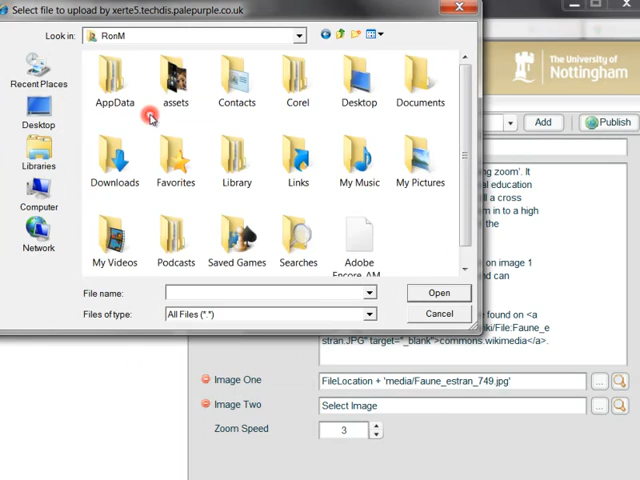 Select file to upload by xerte5.techdis.palepurple.co.uk
Look in: RonM
Recent Places
Desktop
Libraries
Computer
Network
AppData assets Contacts Corel Desktop Documents
Downloads Favorites Library Links My Music My Pictures
My Videos Podcasts Saved Games Searches Adobe
Encore_AM
File name: Open
Files of type: All Files (*.*) Cancel
The University of
Nottingham
Add Publish
ng zoom'. It
al education
ll a cross
em in to a high
the
on image 1
and can
e found on <a
iki/File:Faune_e
stran.JPG" target="_blank">commons.wikimedia</a>.
Image One FileLocation + 'media/Faune_estran_749.jpg' ...
Image Two Select Image ...
Zoom Speed 3